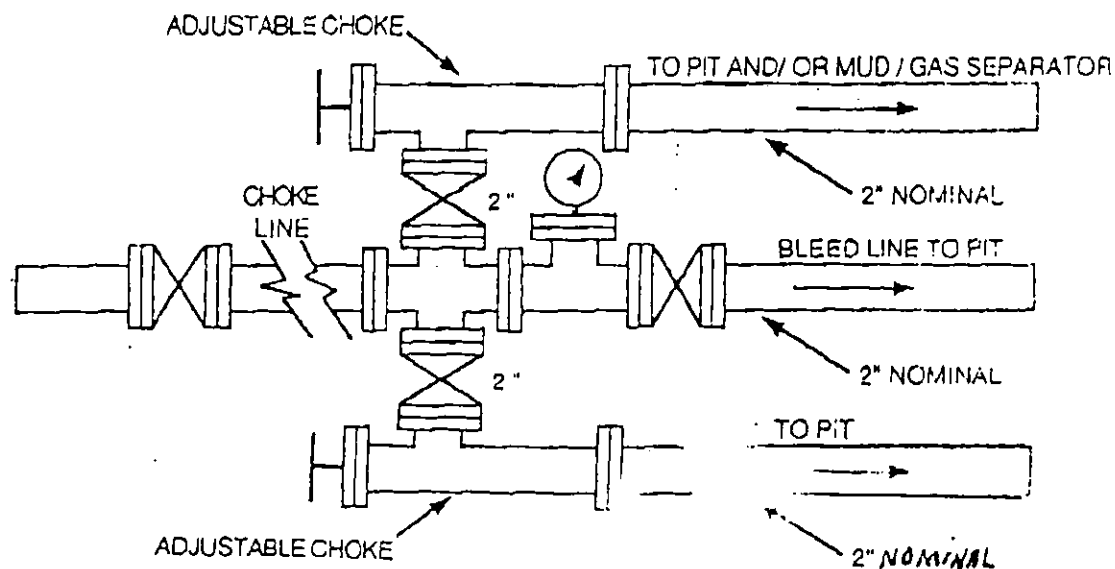 ADJUSTABLE CHOKE
TO PIT AND/ OR MUD / GAS SEPARATOR
2" NOMINAL
CHOKE
LINE
2"
BLEED LINE TO PIT
2" NOMINAL
2"
TO PIT
ADJUSTABLE CHOKE
2" NOMINAL